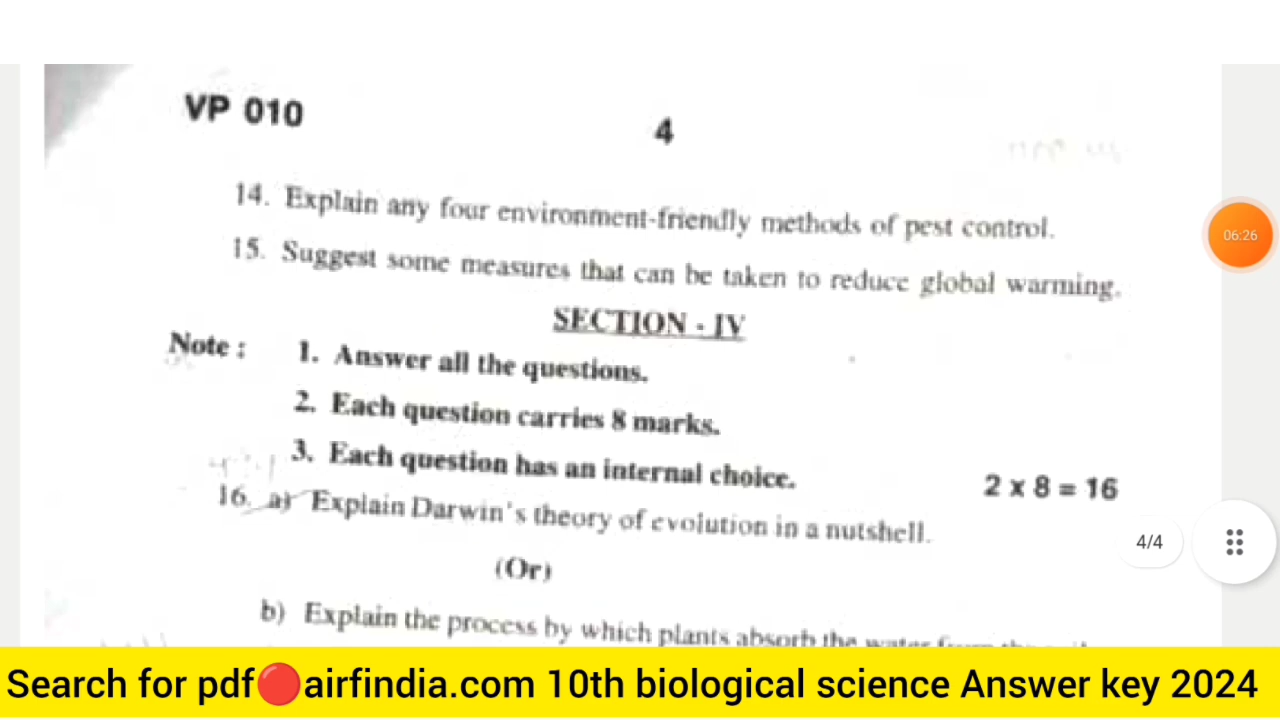 VP 010
4
14. Explain any four environment-friendly methods of pest control.
06:26
15. Suggest some measures that can be taken to reduce global warming.
SECTION - IV
Note : 1. Answer all the questions.
2. Each question carries 8 marks.
3. Each question has an internal choice. 2 x 8 = 16
16. a) Explain Darwin's theory of evolution in a nutshell.
4/4
(Or)
b) Explain the process by which plants absorb the water from
Search for pdf🔴airfindia.com 10th biological science Answer key 2024